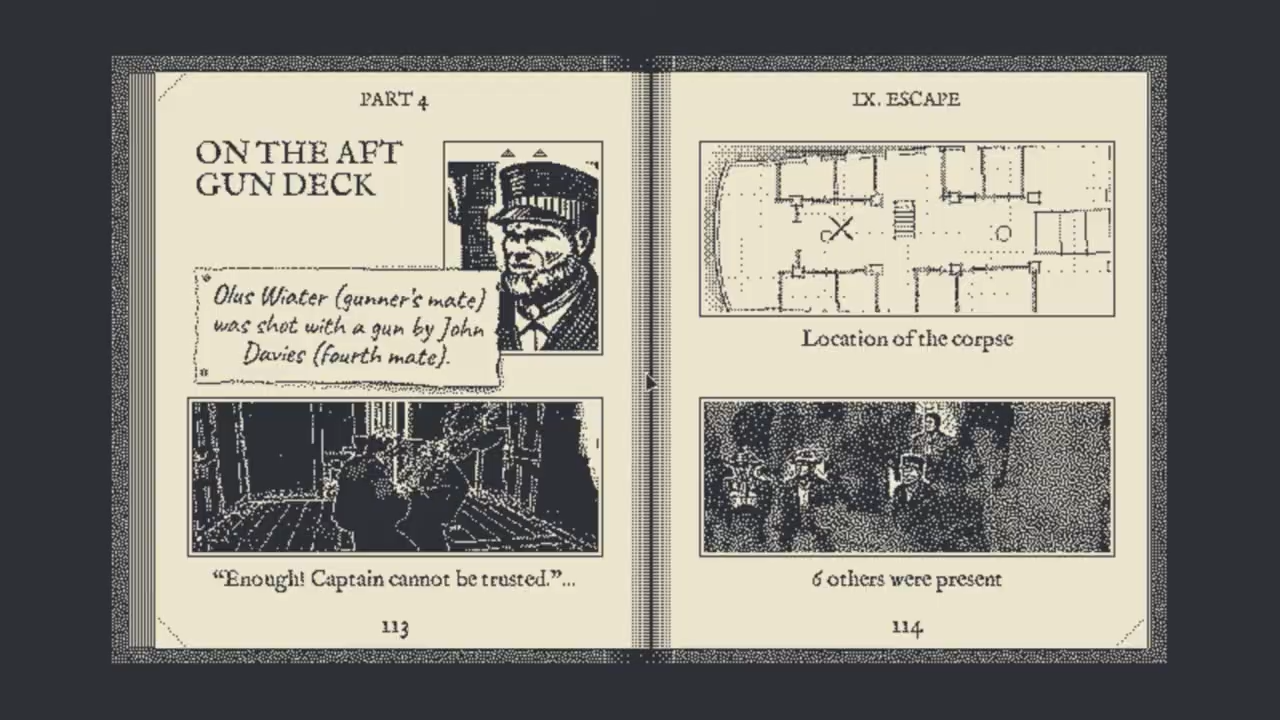 PART 4
ON THE AFT
GUN DECK
Olus Wiater (gunner's mate)
was shot with a gun by John
Davies (fourth mate).
“Enough! Captain cannot be trusted.”...
113
IX. ESCAPE
Location of the corpse
6 others were present
114